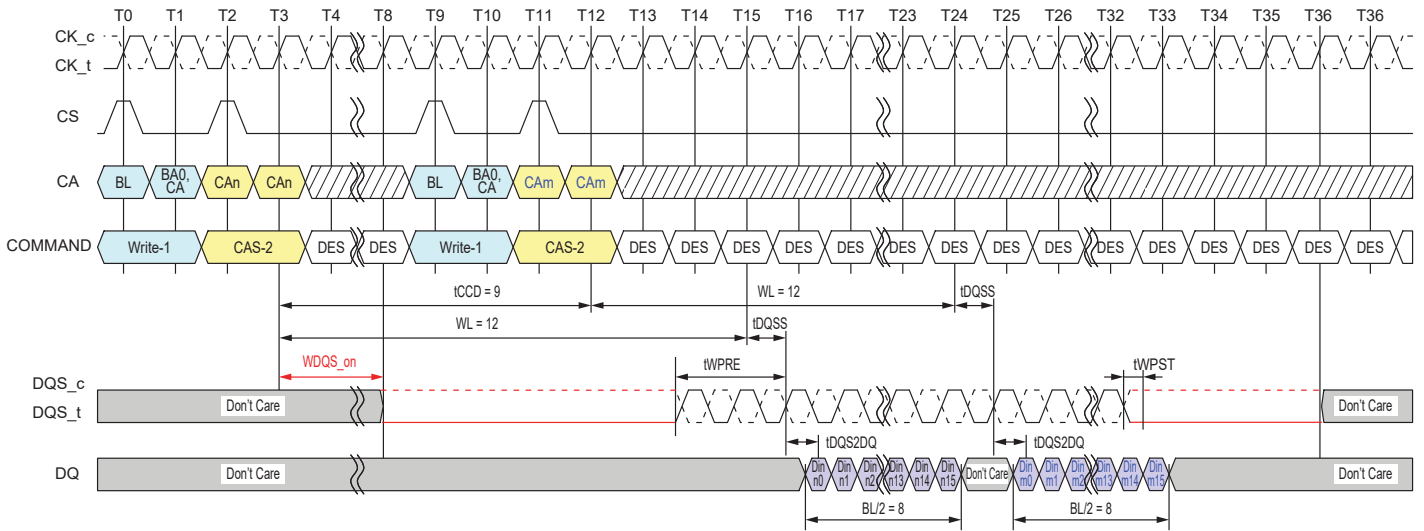 T0 T1 T2 T3 T4 T8 T9 T10 T11 T12 T13 T14 T15 T16 T17 T23 T24 T25 T26 T32 T33 T34 T35 T36 T36
CK_c
CK_t
CS
CA BL BA0, CA CAn CAn BL BA0, CA CAm CAm
COMMAND Write-1 CAS-2 DES DES Write-1 CAS-2 DES DES DES DES DES DES DES DES DES DES DES DES DES DES DES
tCCD = 9 WL = 12 tDQSS
WL = 12 tDQSS
WDQS_on tWPRE tWPST
DQS_c
DQS_t Don't Care Don't Care
tDQS2DQ tDQS2DQ
DQ Don't Care Din n0 Din n1 Din n2 Din n13 Din n14 Din n15 Don't Care Din m0 Din m1 Din m2 Din m13 Din m14 Din m15 Don't Care
BL/2 = 8 BL/2 = 8